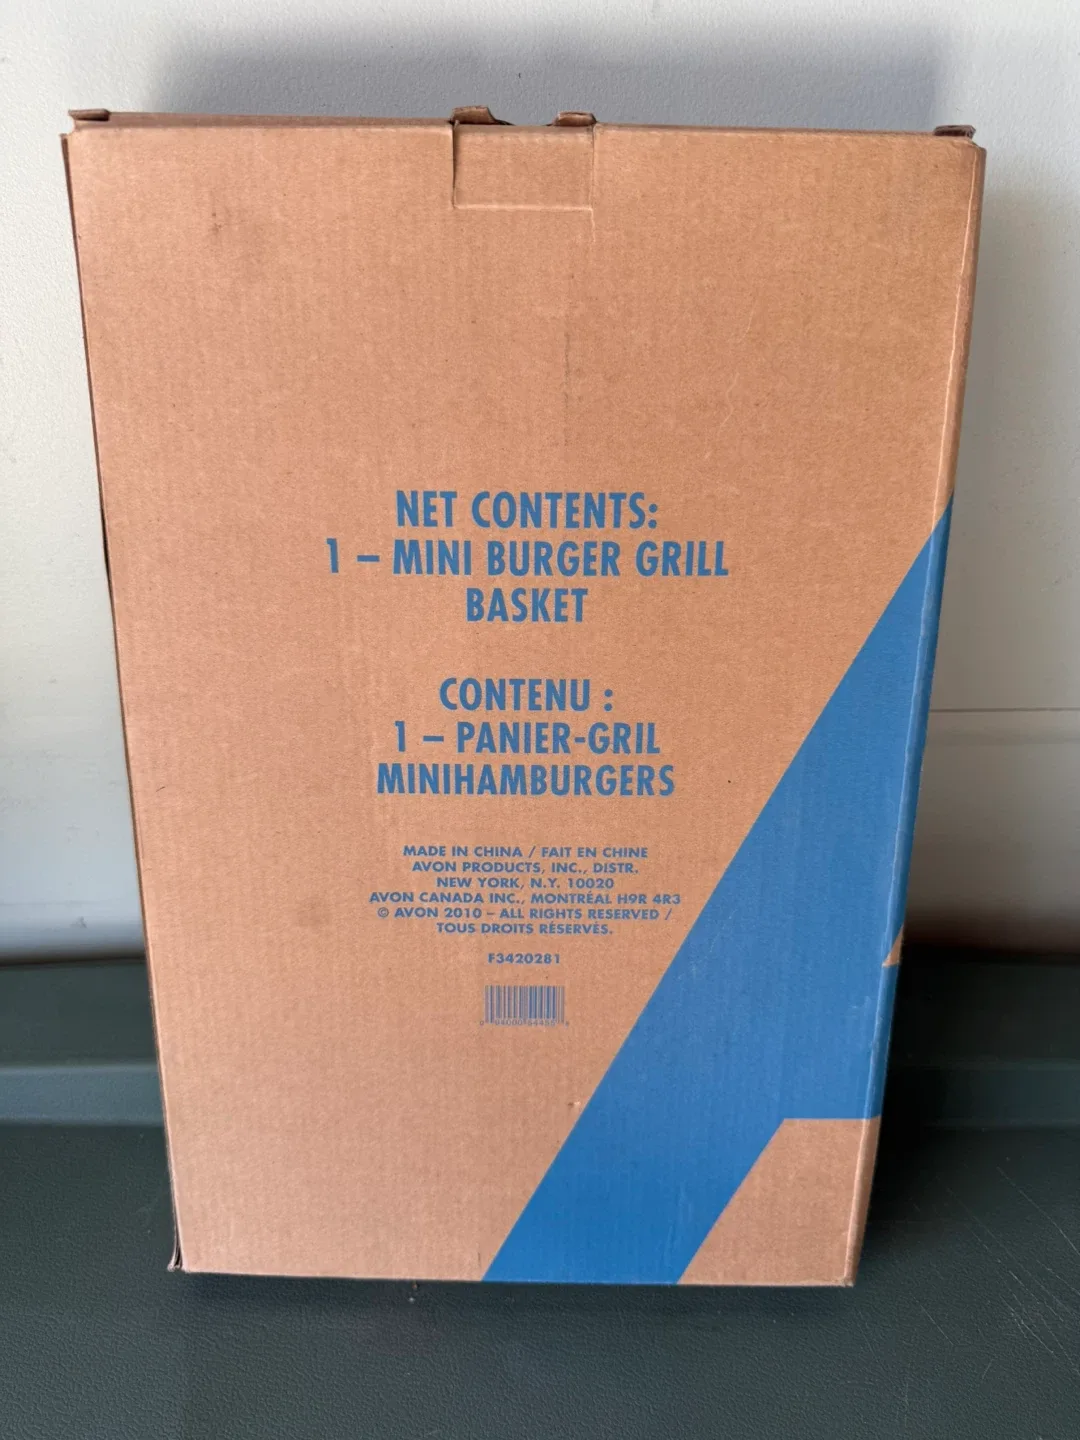 NET CONTENTS:
1 – MINI BURGER GRILL
BASKET
CONTENU :
1 – PANIER-GRIL
MINIHAMBURGERS
MADE IN CHINA / FAIT EN CHINE
AVON PRODUCTS, INC., DISTR.
NEW YORK, N.Y. 10020
AVON CANADA INC., MONTRÉAL H9R 4R3
© AVON 2010 – ALL RIGHTS RESERVED /
TOUS DROITS RÉSERVÉS.
F3420281